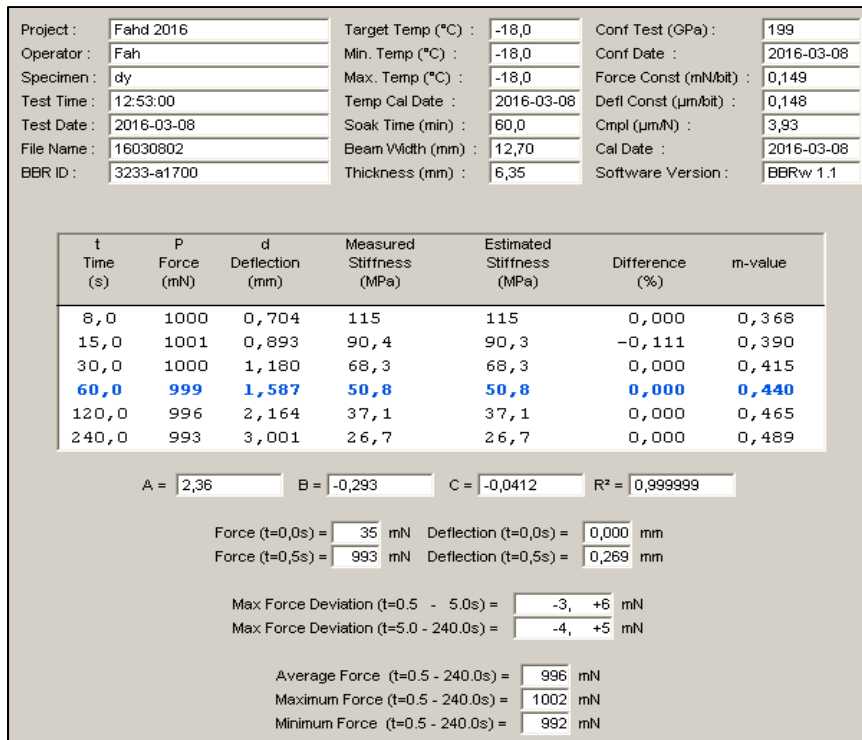 Project : Fahd 2016 Target Temp (°C) : -18,0 Conf Test (GPa) : 199
Operator : Fah Min. Temp (°C) : -18,0 Conf Date : 2016-03-08
Specimen : dy Max. Temp (°C) : -18,0 Force Const (mN/bit) : 0,149
Test Time : 12:53:00 Temp Cal Date : 2016-03-08 Defl Const (µm/bit) : 0,148
Test Date : 2016-03-08 Soak Time (min) : 60,0 Cmpl (µm/N) : 3,93
File Name : 16030802 Beam Width (mm) : 12,70 Cal Date : 2016-03-08
BBR ID : 3233-a1700 Thickness (mm) : 6,35 Software Version : BBRw 1.1
t P d Measured Estimated
Time Force Deflection Stiffness Stiffness Difference m-value
(s) (mN) (mm) (MPa) (MPa) (%)
8,0 1000 0,704 115 115 0,000 0,368
15,0 1001 0,893 90,4 90,3 -0,111 0,390
30,0 1000 1,180 68,3 68,3 0,000 0,415
60,0 999 1,587 50,8 50,8 0,000 0,440
120,0 996 2,164 37,1 37,1 0,000 0,465
240,0 993 3,001 26,7 26,7 0,000 0,489
A = 2,36 B = -0,293 C = -0,0412 R² = 0,999999
Force (t=0,0s) = 35 mN Deflection (t=0,0s) = 0,000 mm
Force (t=0,5s) = 993 mN Deflection (t=0,5s) = 0,269 mm
Max Force Deviation (t=0.5 - 5.0s) = -3, +6 mN
Max Force Deviation (t=5.0 - 240.0s) = -4, +5 mN
Average Force (t=0.5 - 240.0s) = 996 mN
Maximum Force (t=0.5 - 240.0s) = 1002 mN
Minimum Force (t=0.5 - 240.0s) = 992 mN